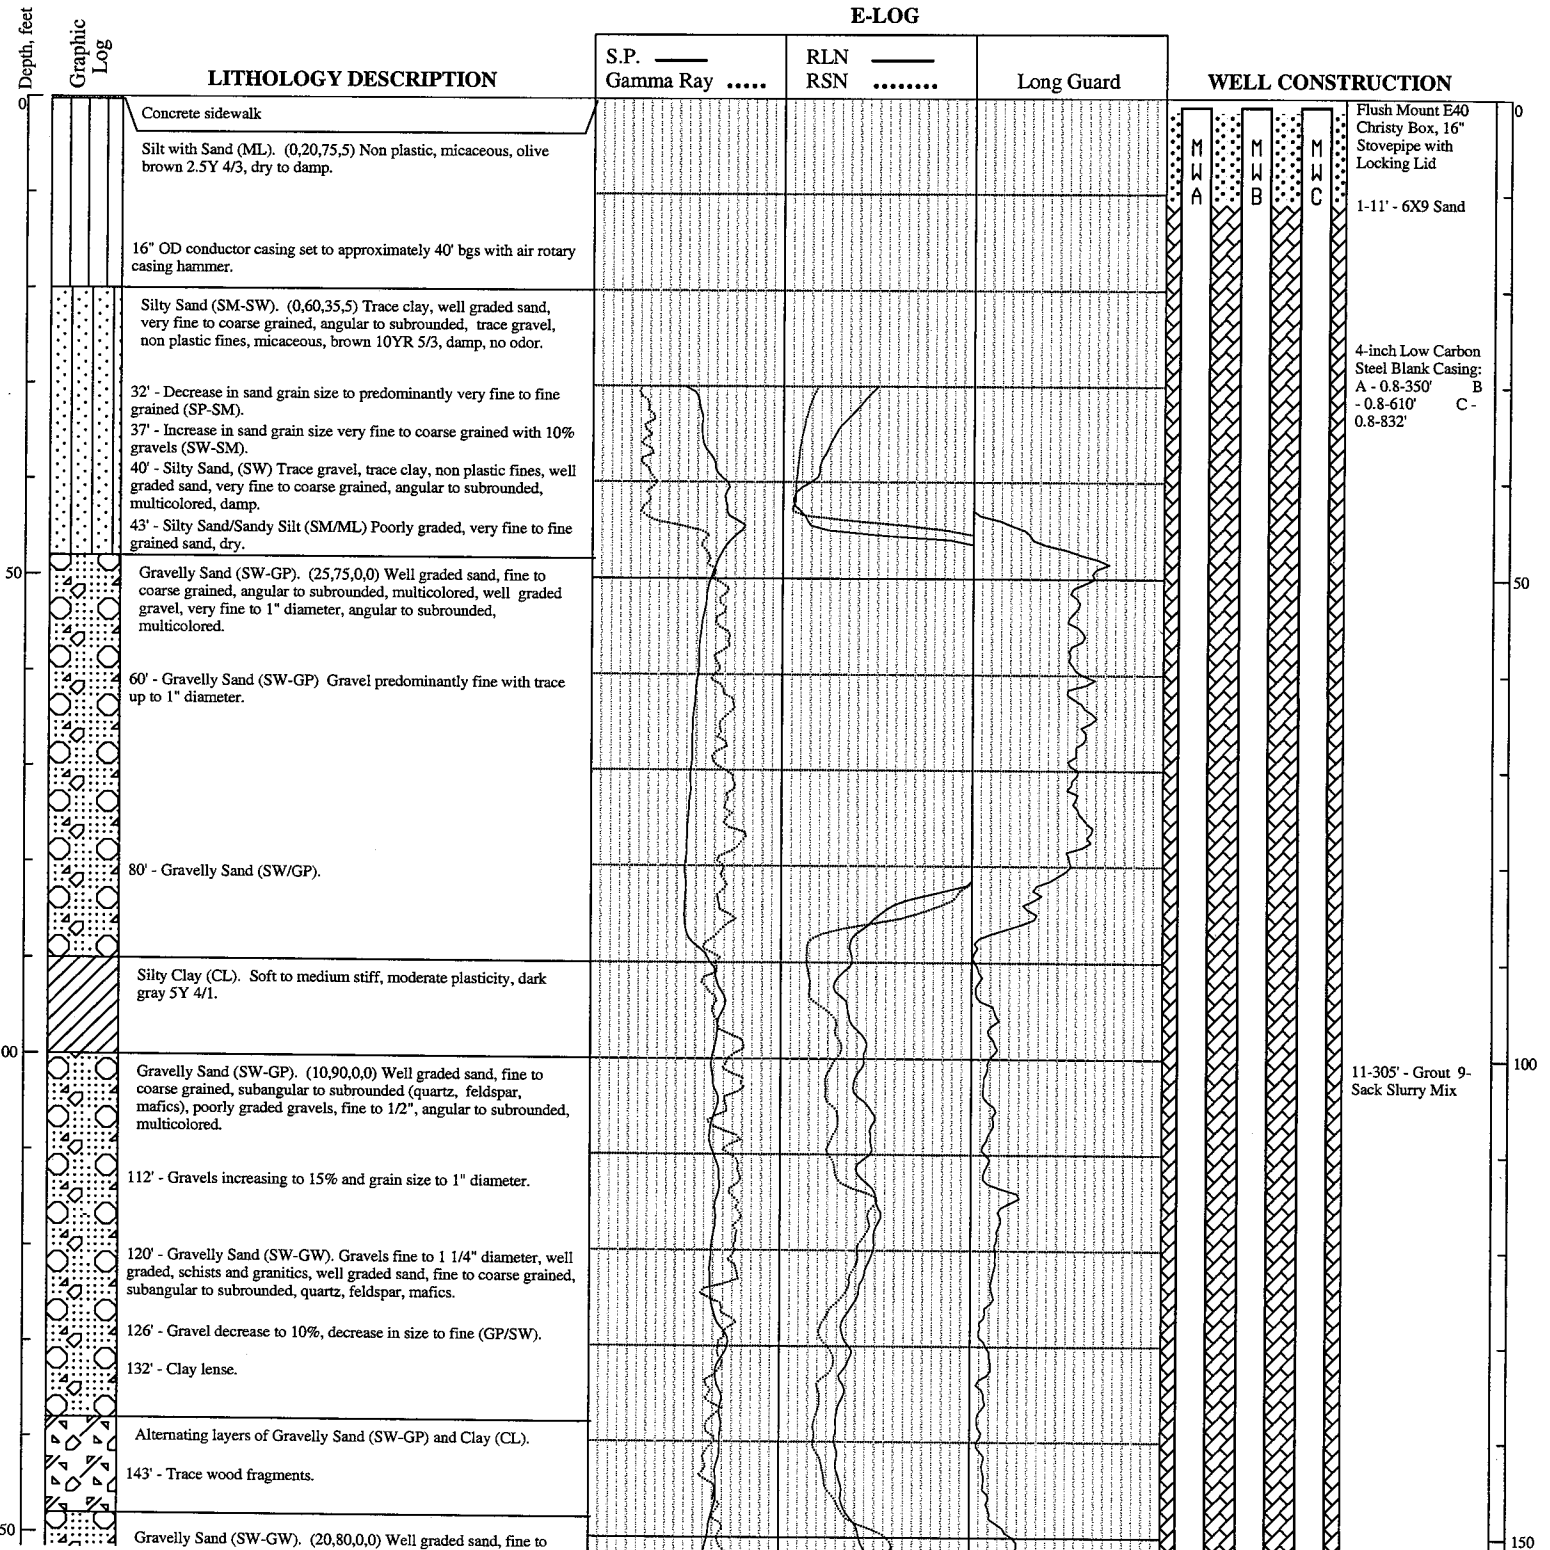 E-LOG
Depth, feet
Graphic
Log
LITHOLOGY DESCRIPTION
S.P.
Gamma Ray .....
RLN
RSN ........
Long Guard
WELL CONSTRUCTION
0
Concrete sidewalk
Silt with Sand (ML). (0,20,75,5) Non plastic, micaceous, olive
brown 2.5Y 4/3, dry to damp.
16" OD conductor casing set to approximately 40' bgs with air rotary
casing hammer.
Silty Sand (SM-SW). (0,60,35,5) Trace clay, well graded sand,
very fine to coarse grained, angular to subrounded, trace gravel,
non plastic fines, micaceous, brown 10YR 5/3, damp, no odor.
32' - Decrease in sand grain size to predominantly very fine to fine
grained (SP-SM).
37' - Increase in sand grain size very fine to coarse grained with 10%
gravels (SW-SM).
40' - Silty Sand, (SW) Trace gravel, trace clay, non plastic fines, well
graded sand, very fine to coarse grained, angular to subrounded,
multicolored, damp.
43' - Silty Sand/Sandy Silt (SM/ML) Poorly graded, very fine to fine
grained sand, dry.
50
Gravelly Sand (SW-GP). (25,75,0,0) Well graded sand, fine to
coarse grained, angular to subrounded, multicolored, well graded
gravel, very fine to 1" diameter, angular to subrounded,
multicolored.
60' - Gravelly Sand (SW-GP) Gravel predominantly fine with trace
up to 1" diameter.
80' - Gravelly Sand (SW/GP).
Silty Clay (CL). Soft to medium stiff, moderate plasticity, dark
gray 5Y 4/1.
00
Gravelly Sand (SW-GP). (10,90,0,0) Well graded sand, fine to
coarse grained, subangular to subrounded (quartz, feldspar,
mafics), poorly graded gravels, fine to 1/2", angular to subrounded,
multicolored.
112' - Gravels increasing to 15% and grain size to 1" diameter.
120' - Gravelly Sand (SW-GW). Gravels fine to 1 1/4" diameter, well
graded, schists and granitics, well graded sand, fine to coarse grained,
subangular to subrounded, quartz, feldspar, mafics.
126' - Gravel decrease to 10%, decrease in size to fine (GP/SW).
132' - Clay lense.
Alternating layers of Gravelly Sand (SW-GP) and Clay (CL).
143' - Trace wood fragments.
50
Gravelly Sand (SW-GW). (20,80,0,0) Well graded sand, fine to
MWA
MWB
MWC
Flush Mount E40
Christy Box, 16"
Stovepipe with
Locking Lid
1-11' - 6X9 Sand
4-inch Low Carbon
Steel Blank Casing:
A - 0.8-350' B
- 0.8-610' C -
0.8-832'
11-305' - Grout 9-
Sack Slurry Mix
0
50
100
150